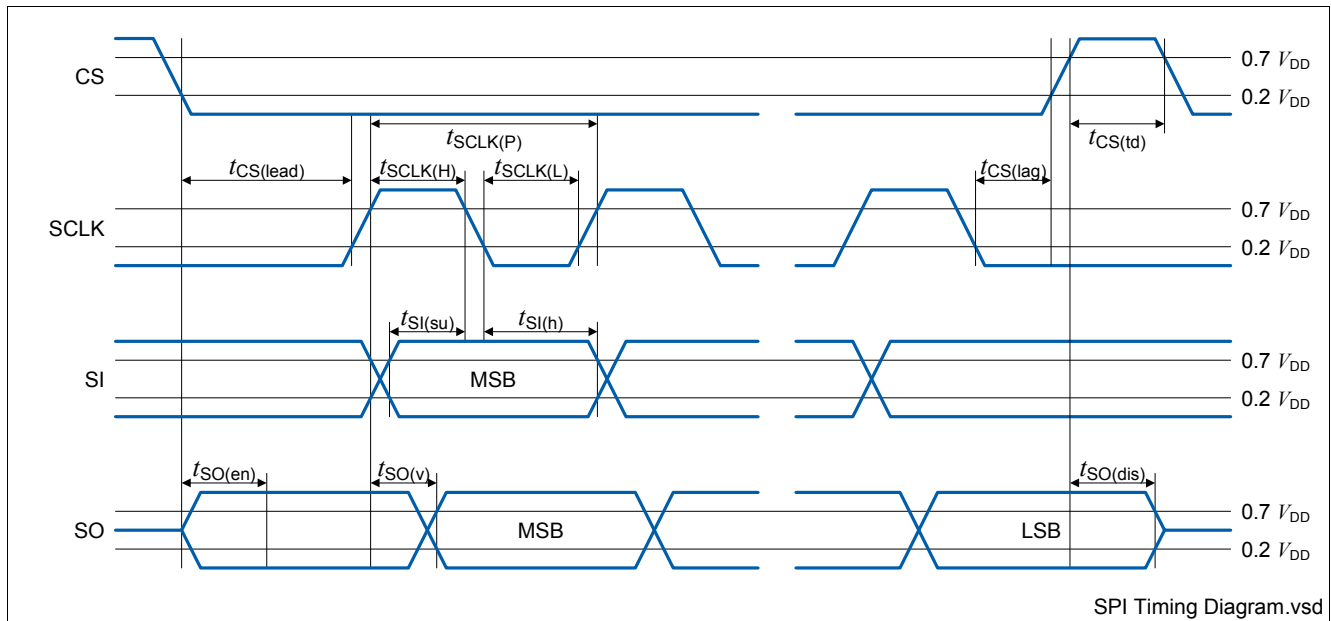 CS
0.7 VDD
0.2 VDD
tSCLK(P)
tCS(td)
tCS(lead)
tSCLK(H)
tSCLK(L)
tCS(lag)
SCLK
0.7 VDD
0.2 VDD
tSI(su)
tSI(h)
SI
MSB
0.7 VDD
0.2 VDD
tSO(en)
tSO(v)
tSO(dis)
SO
MSB
LSB
0.7 VDD
0.2 VDD
SPI Timing Diagram.vsd